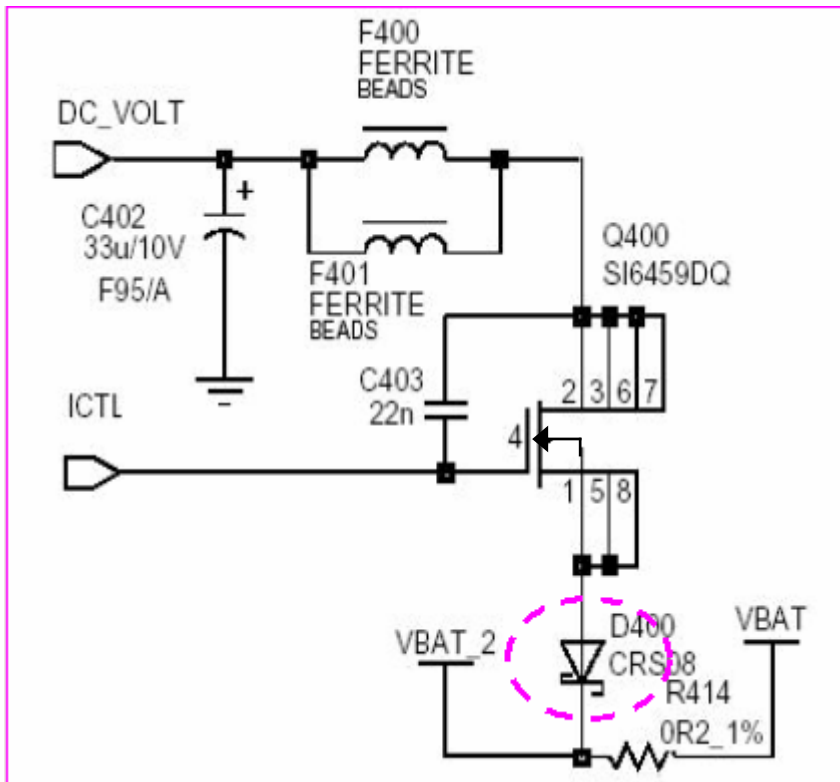 F400
FERRITE
BEADS
DC_VOLT
+
C402
33u/10V
F95/A
F401
FERRITE
BEADS
Q400
SI6459DQ
C403
22n
2 3 6 7
ICTL
4
1 5 8
VBAT_2
D400
CRS08
VBAT
R414
0R2_1%